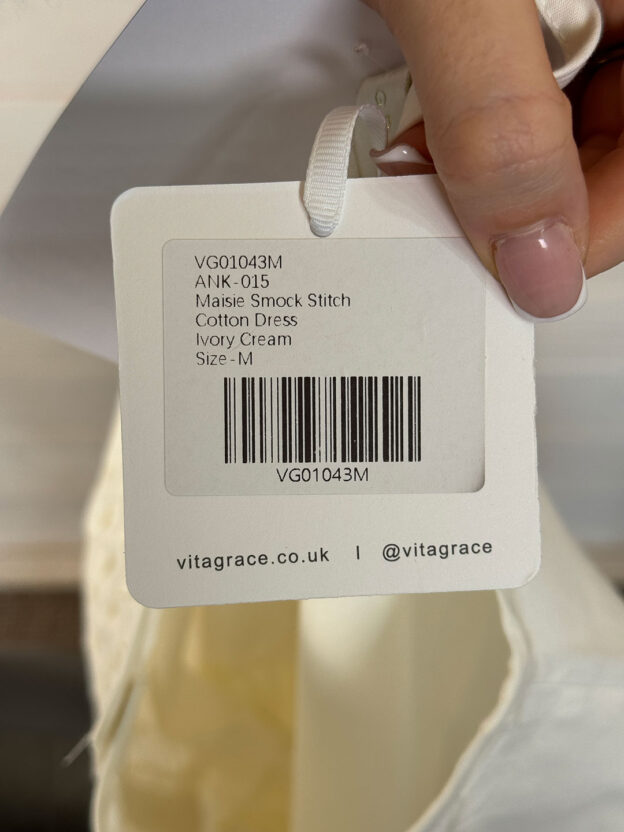 VG01043M
ANK-015
Maisie Smock Stitch
Cotton Dress
Ivory Cream
Size-M
VG01043M
vitagrace.co.uk | @vitagrace